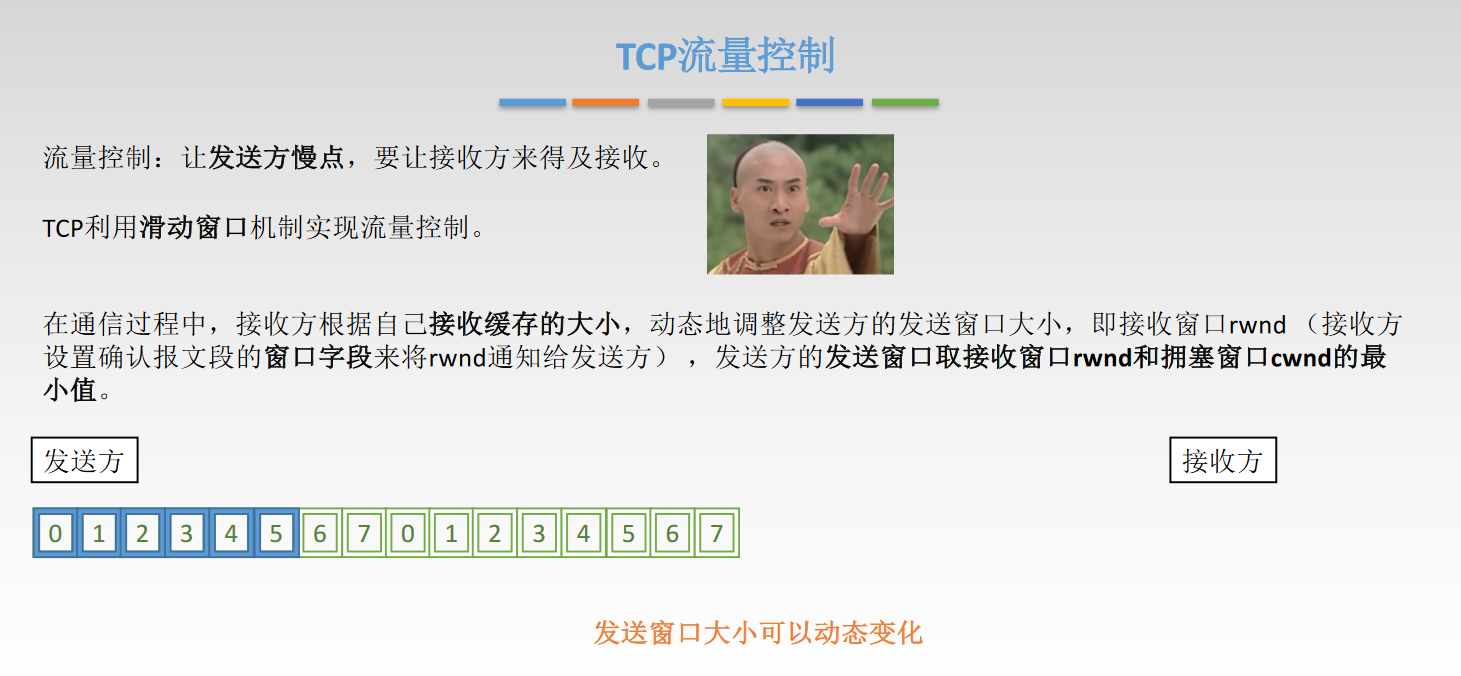 TCP流量控制
流量控制：让发送方慢点，要让接收方来得及接收。
TCP利用滑动窗口机制实现流量控制。
在通信过程中，接收方根据自己接收缓存的大小，动态地调整发送方的发送窗口大小，即接收窗口rwnd（接收方
设置确认报文段的窗口字段来将rwnd通知给发送方），发送方的发送窗口取接收窗口rwnd和拥塞窗口cwnd的最
小值。
发送方 接收方
0 1 2 3 4 5 6 7 0 1 2 3 4 5 6 7
发送窗口大小可以动态变化